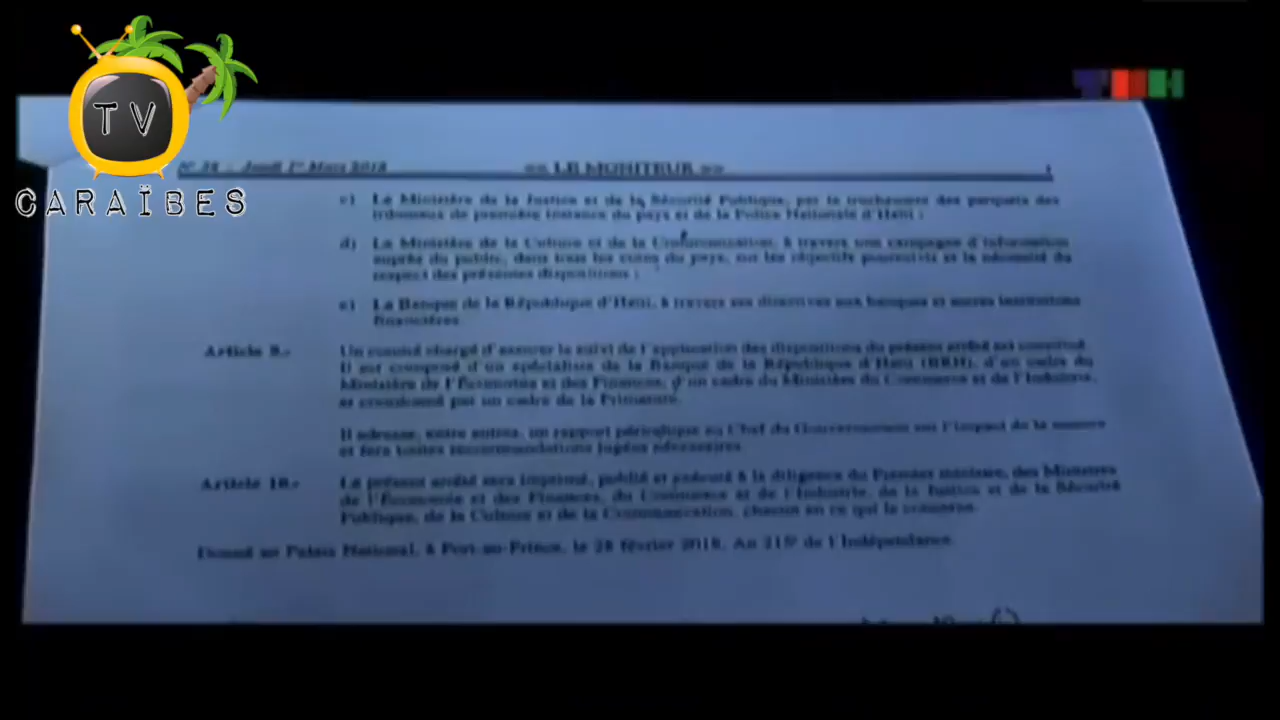 TV
CARAÏBES
N° 38 - Jeudi 1er Mars 2018
<< LE MONITEUR >>
c) Le Ministère de la Justice et de la Sécurité Publique, par le truchement des parquets des
tribunaux de première instance du pays et de la Police Nationale d'Haïti ;
d) Le Ministère de la Culture et de la Communication, à travers une campagne d'information
auprès du public, dans tous les coins du pays, sur les objectifs poursuivis et la nécessité du
respect des présentes dispositions ;
e) La Banque de la République d'Haïti, à travers ses directives aux banques et autres institutions
financières.
Article 9.- Un comité chargé d'assurer le suivi de l'application des dispositions du présent arrêté est constitué.
Il est composé d'un spécialiste de la Banque de la République d'Haïti (BRH), d'un cadre du
Ministère de l'Économie et des Finances, d'un cadre du Ministère du Commerce et de l'Industrie,
et coordonné par un cadre de la Primature.
Il adresse, entre autres, un rapport périodique au Chef du Gouvernement sur l'impact de la mesure
et fera toutes recommandations jugées nécessaires.
Article 10.- Le présent arrêté sera imprimé, publié et exécuté à la diligence du Premier ministre, des Ministres
de l'Économie et des Finances, du Commerce et de l'Industrie, de la Justice et de la Sécurité
Publique, de la Culture et de la Communication, chacun en ce qui le concerne.
Donné au Palais National, à Port-au-Prince, le 28 février 2018, An 215e de l'Indépendance.